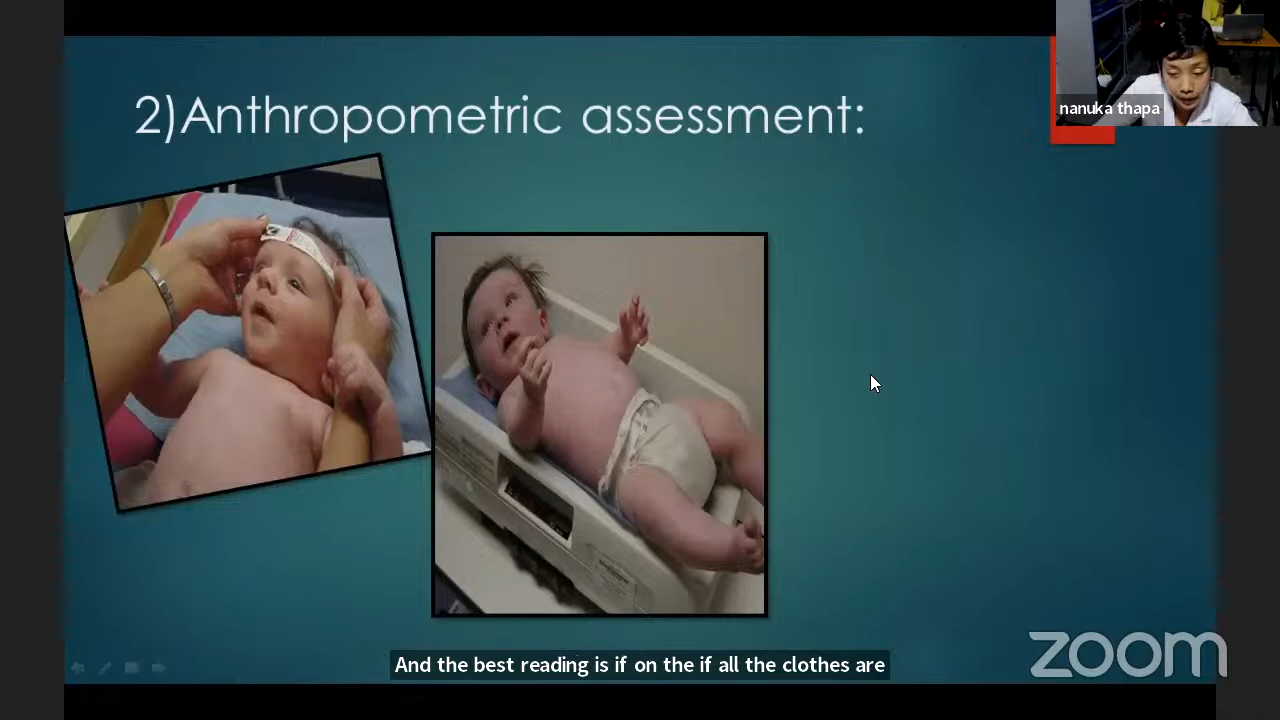 2)Anthropometric assessment:
nanuka thapa
And the best reading is if on the if all the clothes are
zoom